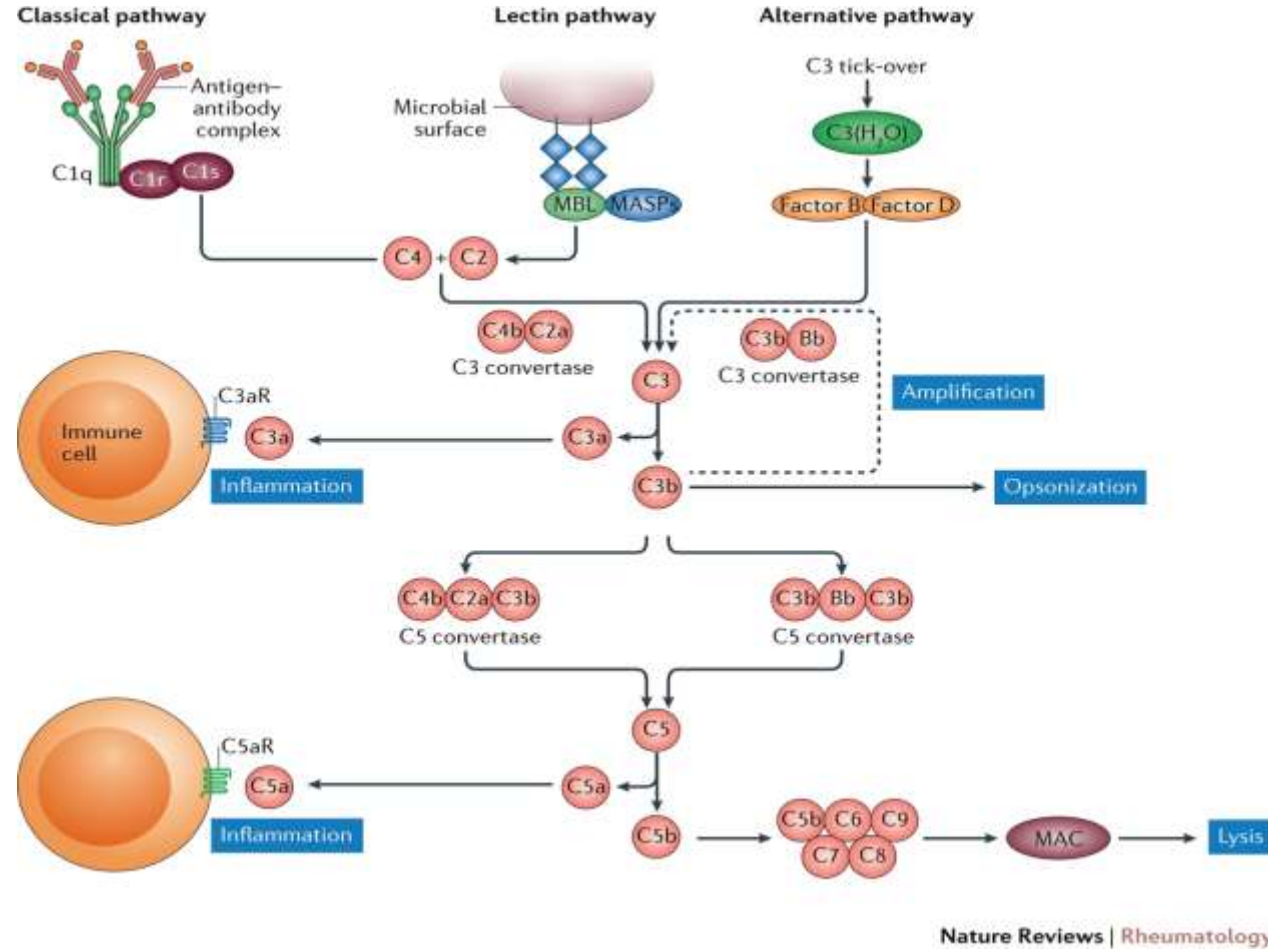 Classical pathway
Lectin pathway
Alternative pathway
C3 tick-over
Antigen–
antibody
complex
Microbial
surface
C3(H₂O)
C1q
C1r
C1s
MBL
MASPs
Factor B
Factor D
C4 + C2
C4b C2a
C3 convertase
C3b Bb
C3 convertase
C3
Amplification
C3aR
Immune
cell
C3a
C3a
Inflammation
C3b
Opsonization
C4b C2a C3b
C5 convertase
C3b Bb C3b
C5 convertase
C5
C5aR
C5a
C5a
Inflammation
C5b
C5b C6 C9
C7 C8
MAC
Lysis
Nature Reviews | Rheumatology